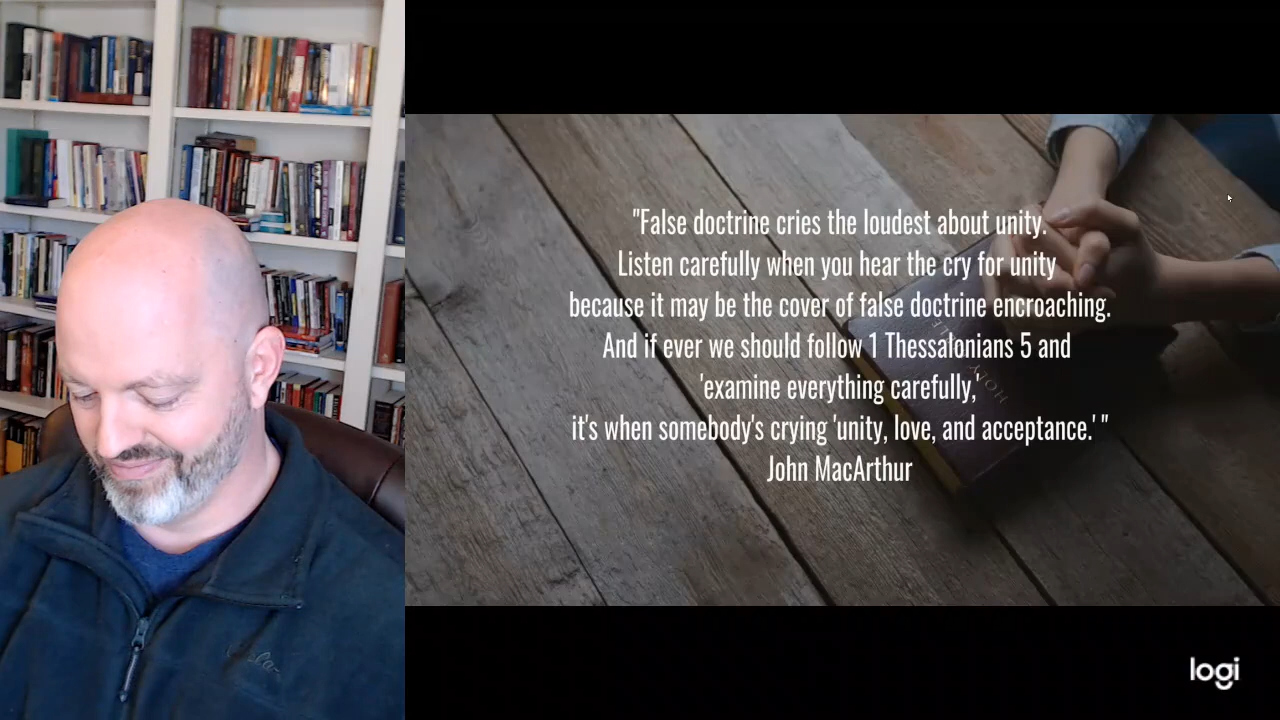 "False doctrine cries the loudest about unity.
Listen carefully when you hear the cry for unity
because it may be the cover of false doctrine encroaching.
And if ever we should follow 1 Thessalonians 5 and
'examine everything carefully,'
it's when somebody's crying 'unity, love, and acceptance.' "
John MacArthur
HOLY
logi